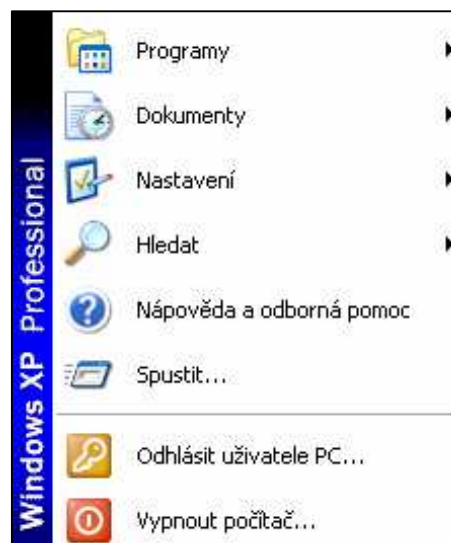 Programy
Dokumenty
Nastavení
Hledat
Nápověda a odborná pomoc
Spustit...
Odhlásit uživatele PC...
Vypnout počítač...
Windows XP Professional